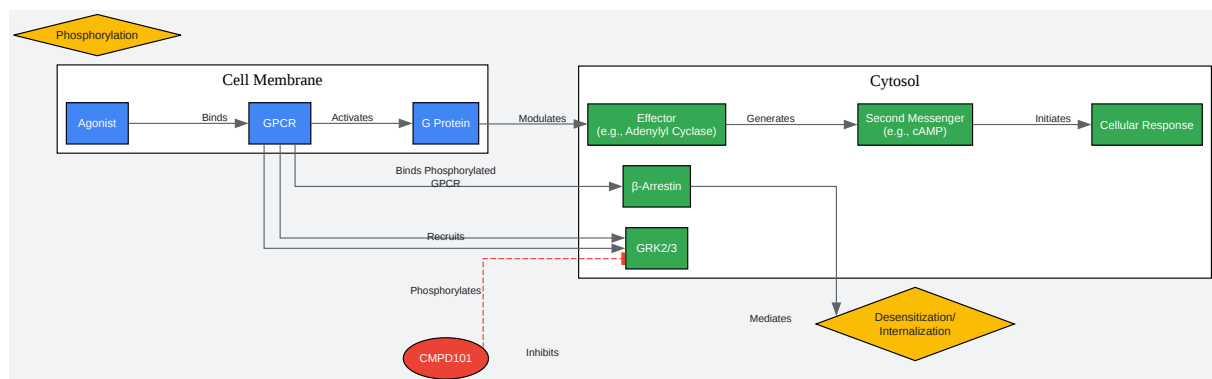 Phosphorylation
Cell Membrane
Cytosol
Agonist
Binds
GPCR
Activates
G Protein
Modulates
Effector
(e.g., Adenylyl Cyclase)
Generates
Second Messenger
(e.g., cAMP)
Initiates
Cellular Response
Binds Phosphorylated
GPCR
β-Arrestin
Recruits
GRK2/3
Phosphorylates
Mediates
Desensitization/
Internalization
CMPD101
Inhibits